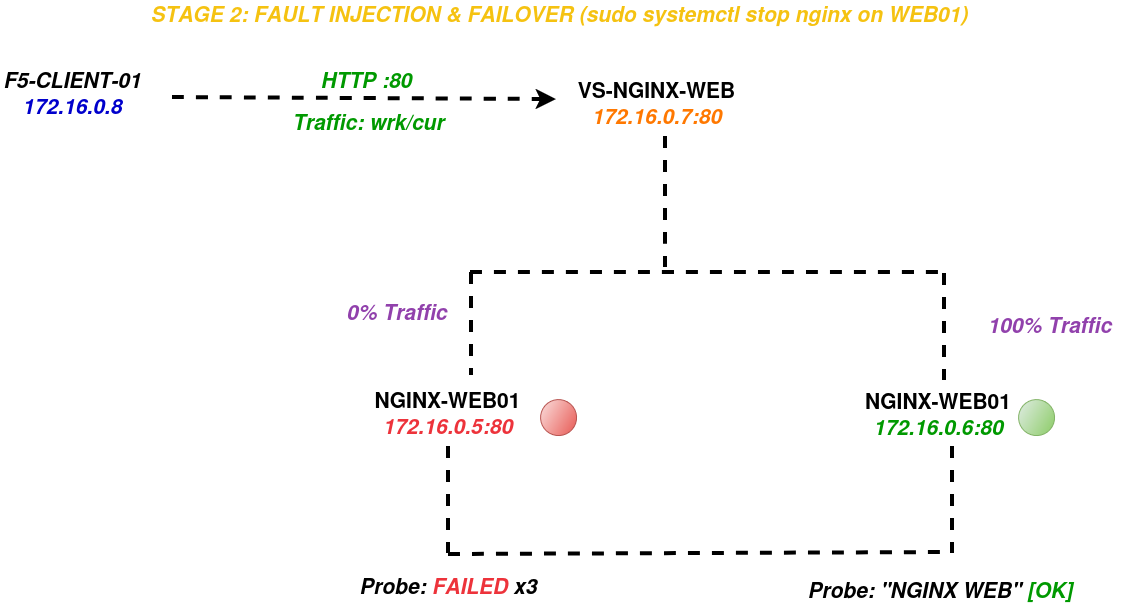 STAGE 2: FAULT INJECTION & FAILOVER (sudo systemctl stop nginx on WEB01)
F5-CLIENT-01
172.16.0.8
HTTP :80
Traffic: wrk/cur
VS-NGINX-WEB
172.16.0.7:80
0% Traffic
100% Traffic
NGINX-WEB01
172.16.0.5:80
NGINX-WEB01
172.16.0.6:80
Probe: FAILED x3
Probe: "NGINX WEB" [OK]